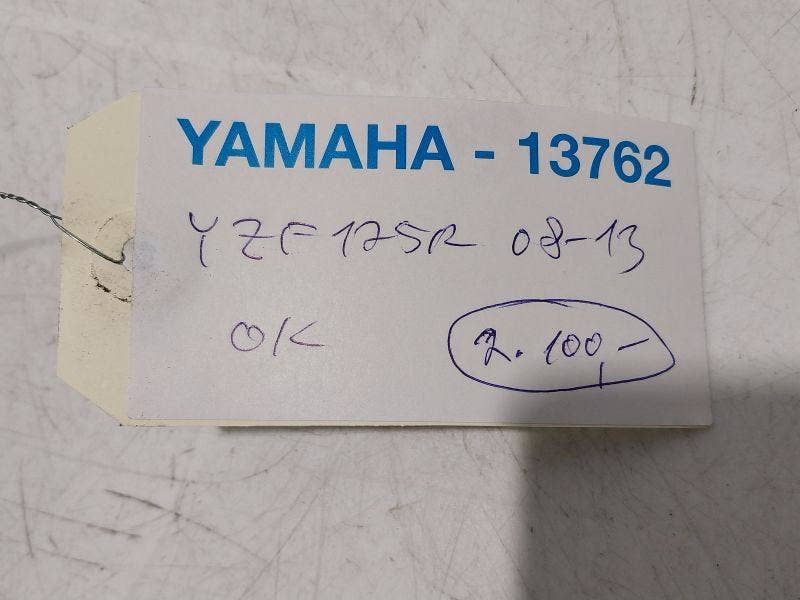 YAMAHA - 13762
YZF125R 08-13
OK
2.100,-